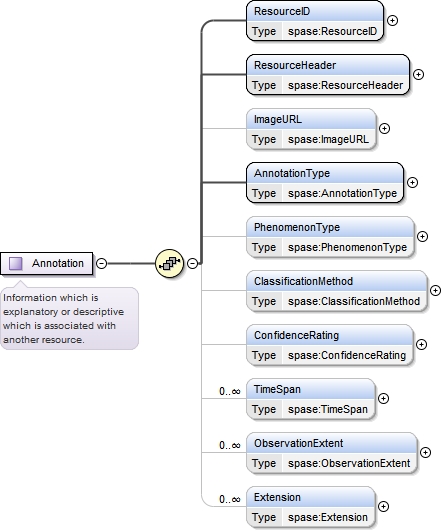 ResourceID
Type spase:ResourceID
ResourceHeader
Type spase:ResourceHeader
ImageURL
Type spase:ImageURL
AnnotationType
Type spase:AnnotationType
PhenomenonType
Type spase:PhenomenonType
Annotation
Information which is
explanatory or descriptive
which is associated with
another resource.
ClassificationMethod
Type spase:ClassificationMethod
ConfidenceRating
Type spase:ConfidenceRating
0..∞ TimeSpan
Type spase:TimeSpan
0..∞ ObservationExtent
Type spase:ObservationExtent
0..∞ Extension
Type spase:Extension